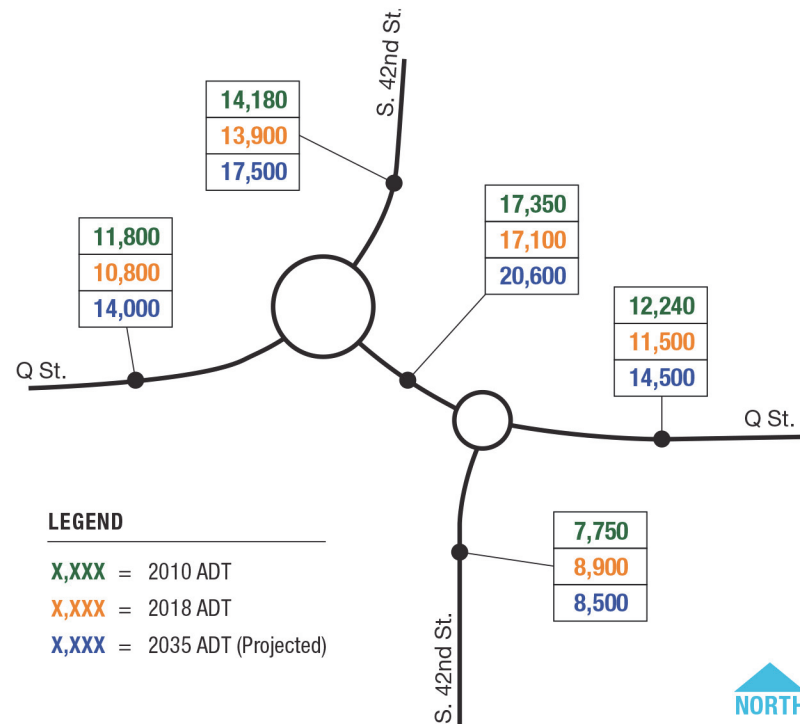 S. 42nd St.
14,180
13,900
17,500
17,350
17,100
20,600
11,800
10,800
14,000
12,240
11,500
14,500
Q St.
Q St.
7,750
8,900
8,500
S. 42nd St.
LEGEND
X,XXX = 2010 ADT
X,XXX = 2018 ADT
X,XXX = 2035 ADT (Projected)
NORTH